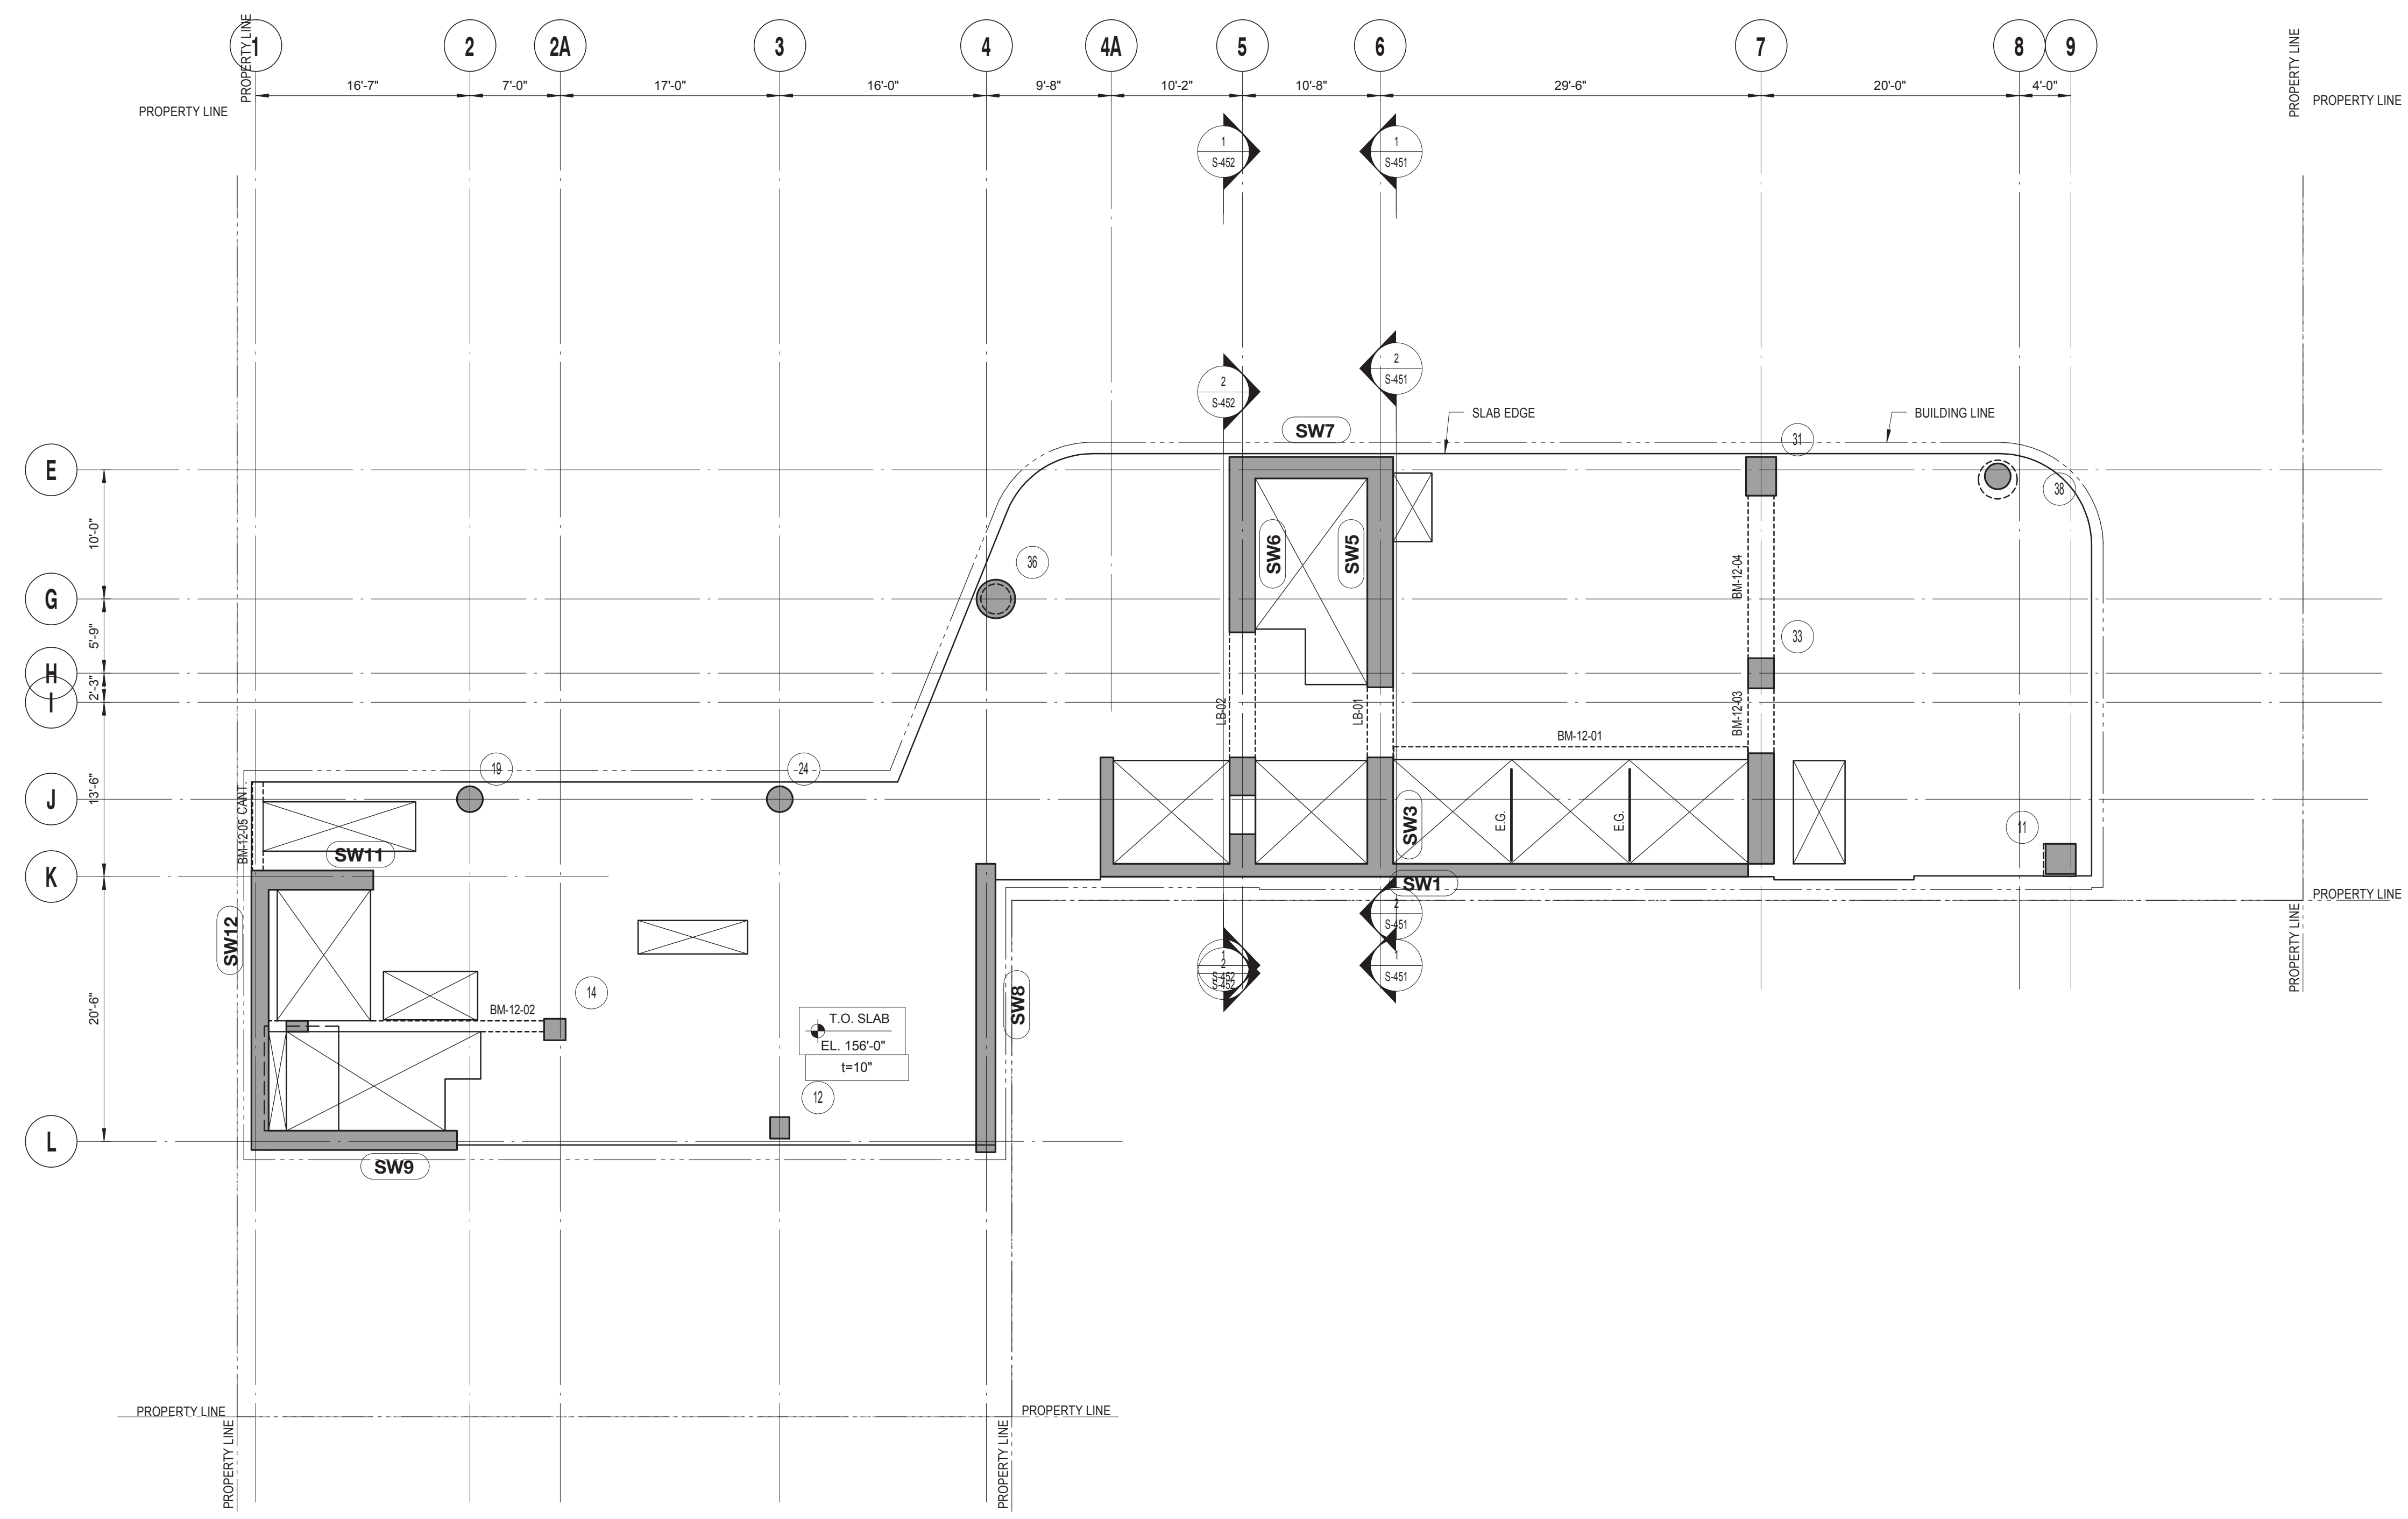 1 2 2A 3 4 4A 5 6 7 8 9
PROPERTY LINE
PROPERTY LINE
PROPERTY LINE
PROPERTY LINE
16'-7" 7'-0" 17'-0" 16'-0" 9'-8" 10'-2" 10'-8" 29'-6" 20'-0" 4'-0"
1
S-452
1
S-451
2
S-452
2
S-451
SLAB EDGE
BUILDING LINE
SW7
31
E
38
10'-0"
SW6
SW5
36
BM-12-04
G
5'-9"
33
H
2'-3"
I
LB-02
LB-01
BM-12-03
BM-12-01
19
24
13'-6"
J
BM-12-05 CANT.
SW3
E.G.
E.G.
11
SW11
K
SW1
2
S-451
PROPERTY LINE
PROPERTY LINE
SW12
1
S-452
2
S-452
1
S-451
20'-6"
14
BM-12-02
SW8
T.O. SLAB
EL. 156'-0"
t=10"
12
L
SW9
PROPERTY LINE
PROPERTY LINE
PROPERTY LINE
PROPERTY LINE